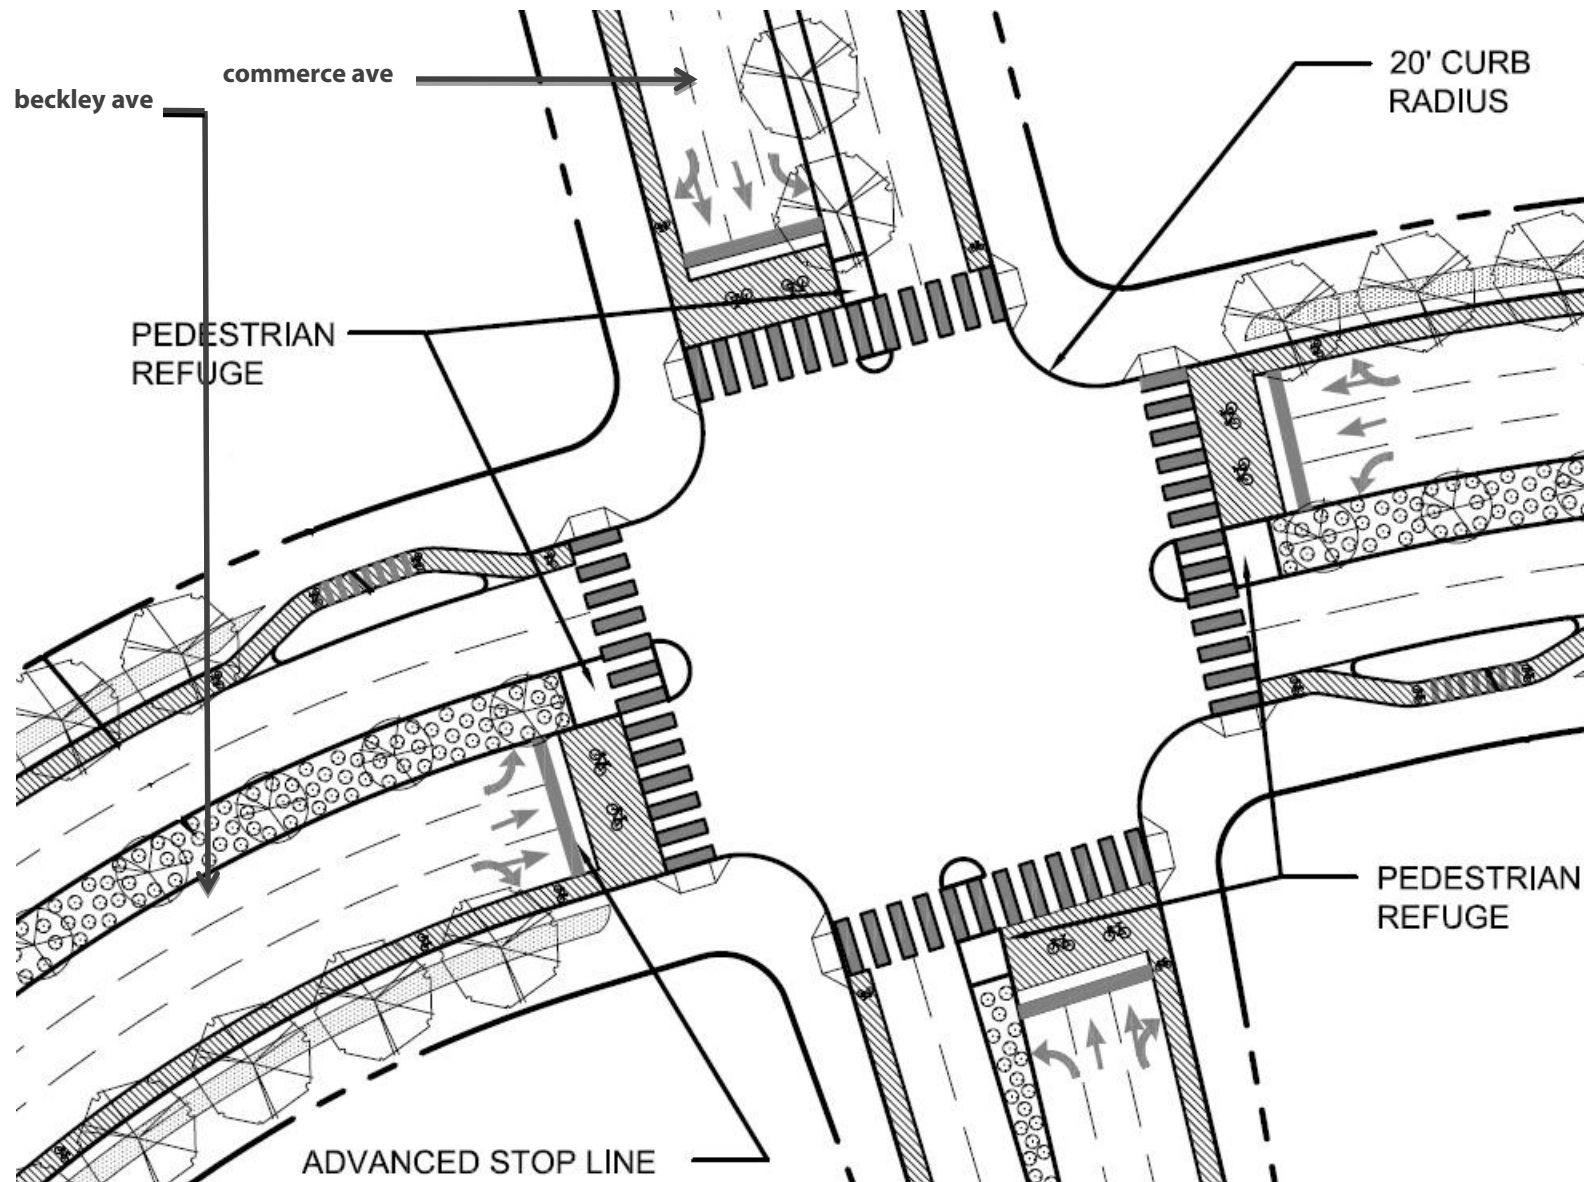 commerce ave
beckley ave
20' CURB
RADIUS
PEDESTRIAN
REFUGE
PEDESTRIAN
REFUGE
ADVANCED STOP LINE